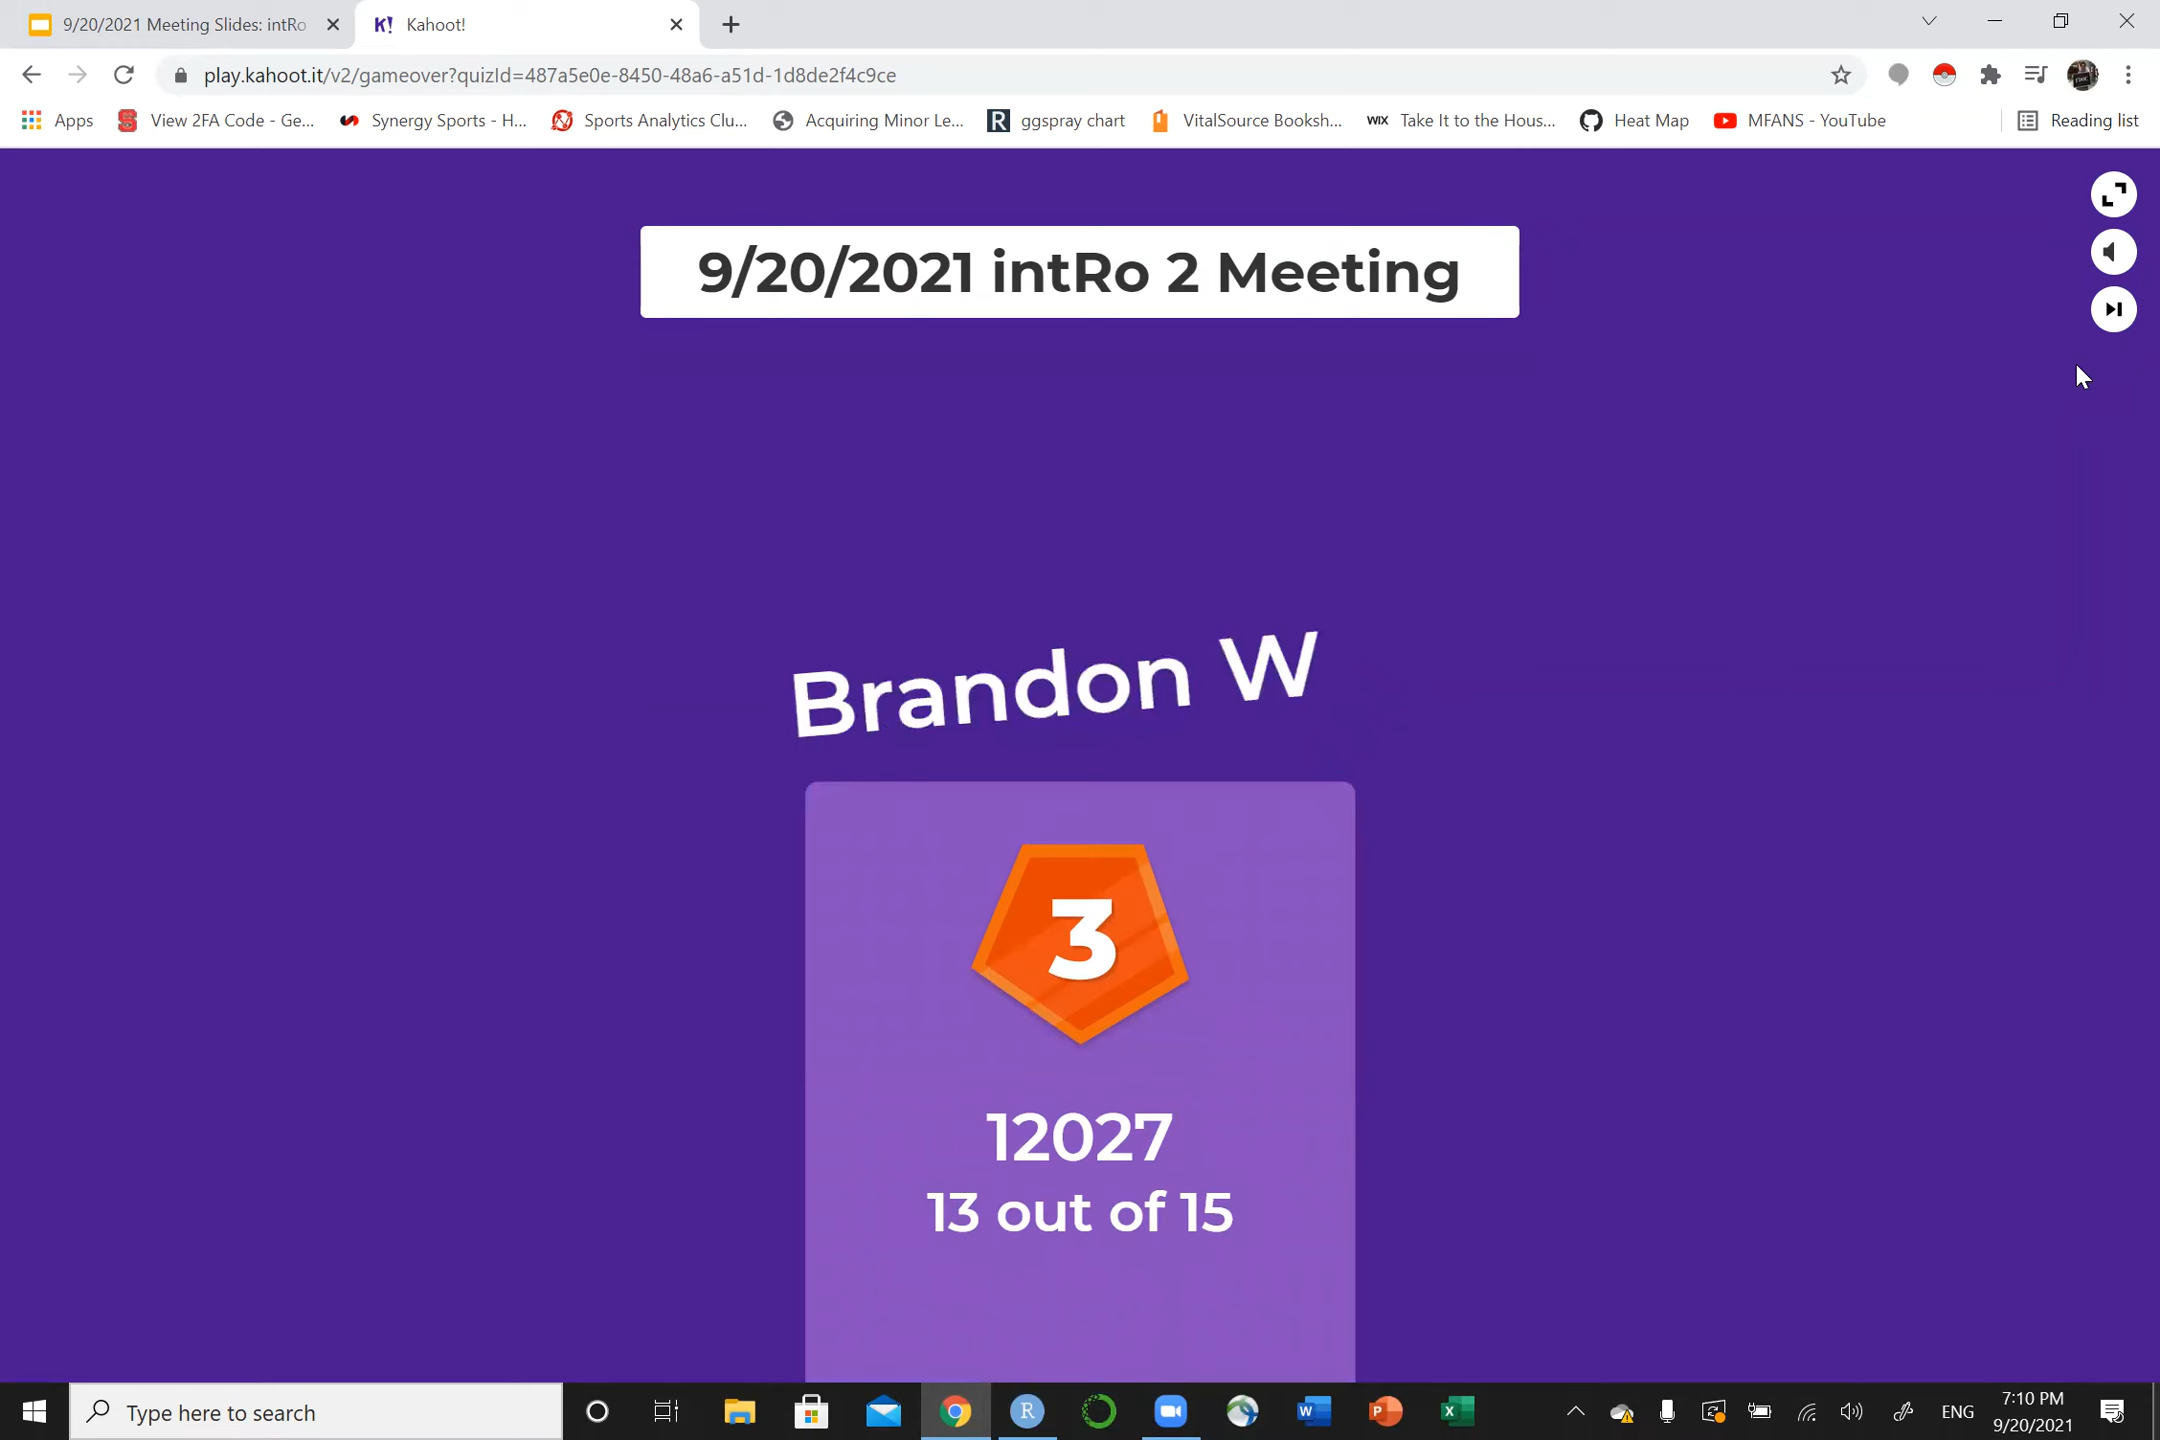 9/20/2021 Meeting Slides: intRo
K! Kahoot!
play.kahoot.it/v2/gameover?quizId=487a5e0e-8450-48a6-a51d-1d8de2f4c9ce
Apps View 2FA Code - Ge... Synergy Sports - H... Sports Analytics Clu... Acquiring Minor Le... R ggspray chart VitalSource Booksh... WIX Take It to the Hous... Heat Map MFANS - YouTube Reading list
9/20/2021 intRo 2 Meeting
Brandon W
3
12027
13 out of 15
Type here to search
ENG
7:10 PM
9/20/2021